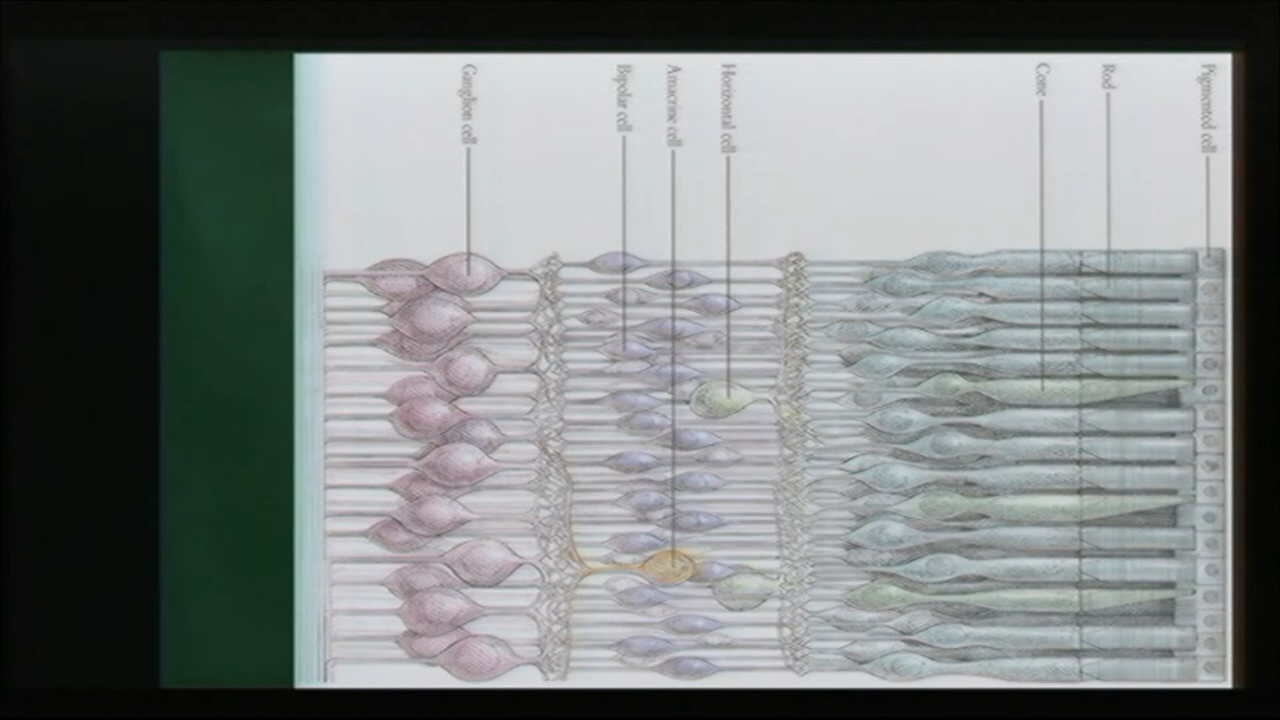 Ganglion cell
Bipolar cell
Amacrine cell
Horizontal cell
Cone
Rod
Pigmented cell